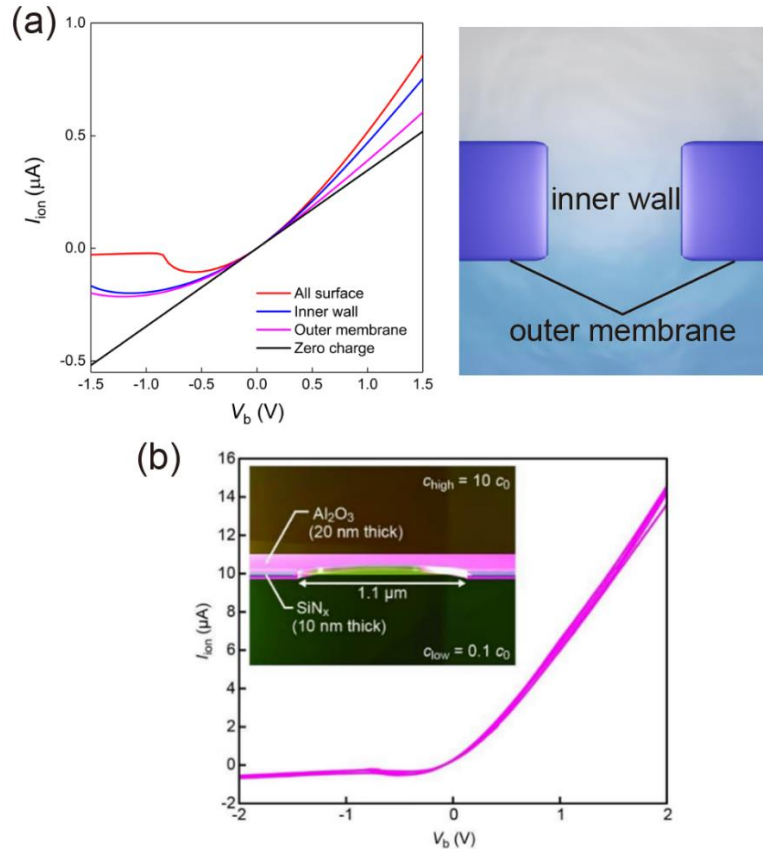 (a)
1.0
0.5
0.0
-0.5
I_ion (μA)
-1.5 -1.0 -0.5 0.0 0.5 1.0 1.5
V_b (V)
All surface
Inner wall
Outer membrane
Zero charge
inner wall
outer membrane
(b)
16
14
12
10
8
6
4
2
0
-2
I_ion (μA)
c_high = 10 c_0
Al₂O₃
(20 nm thick)
1.1 μm
SiN_x
(10 nm thick)
c_low = 0.1 c_0
-2 -1 0 1 2
V_b (V)